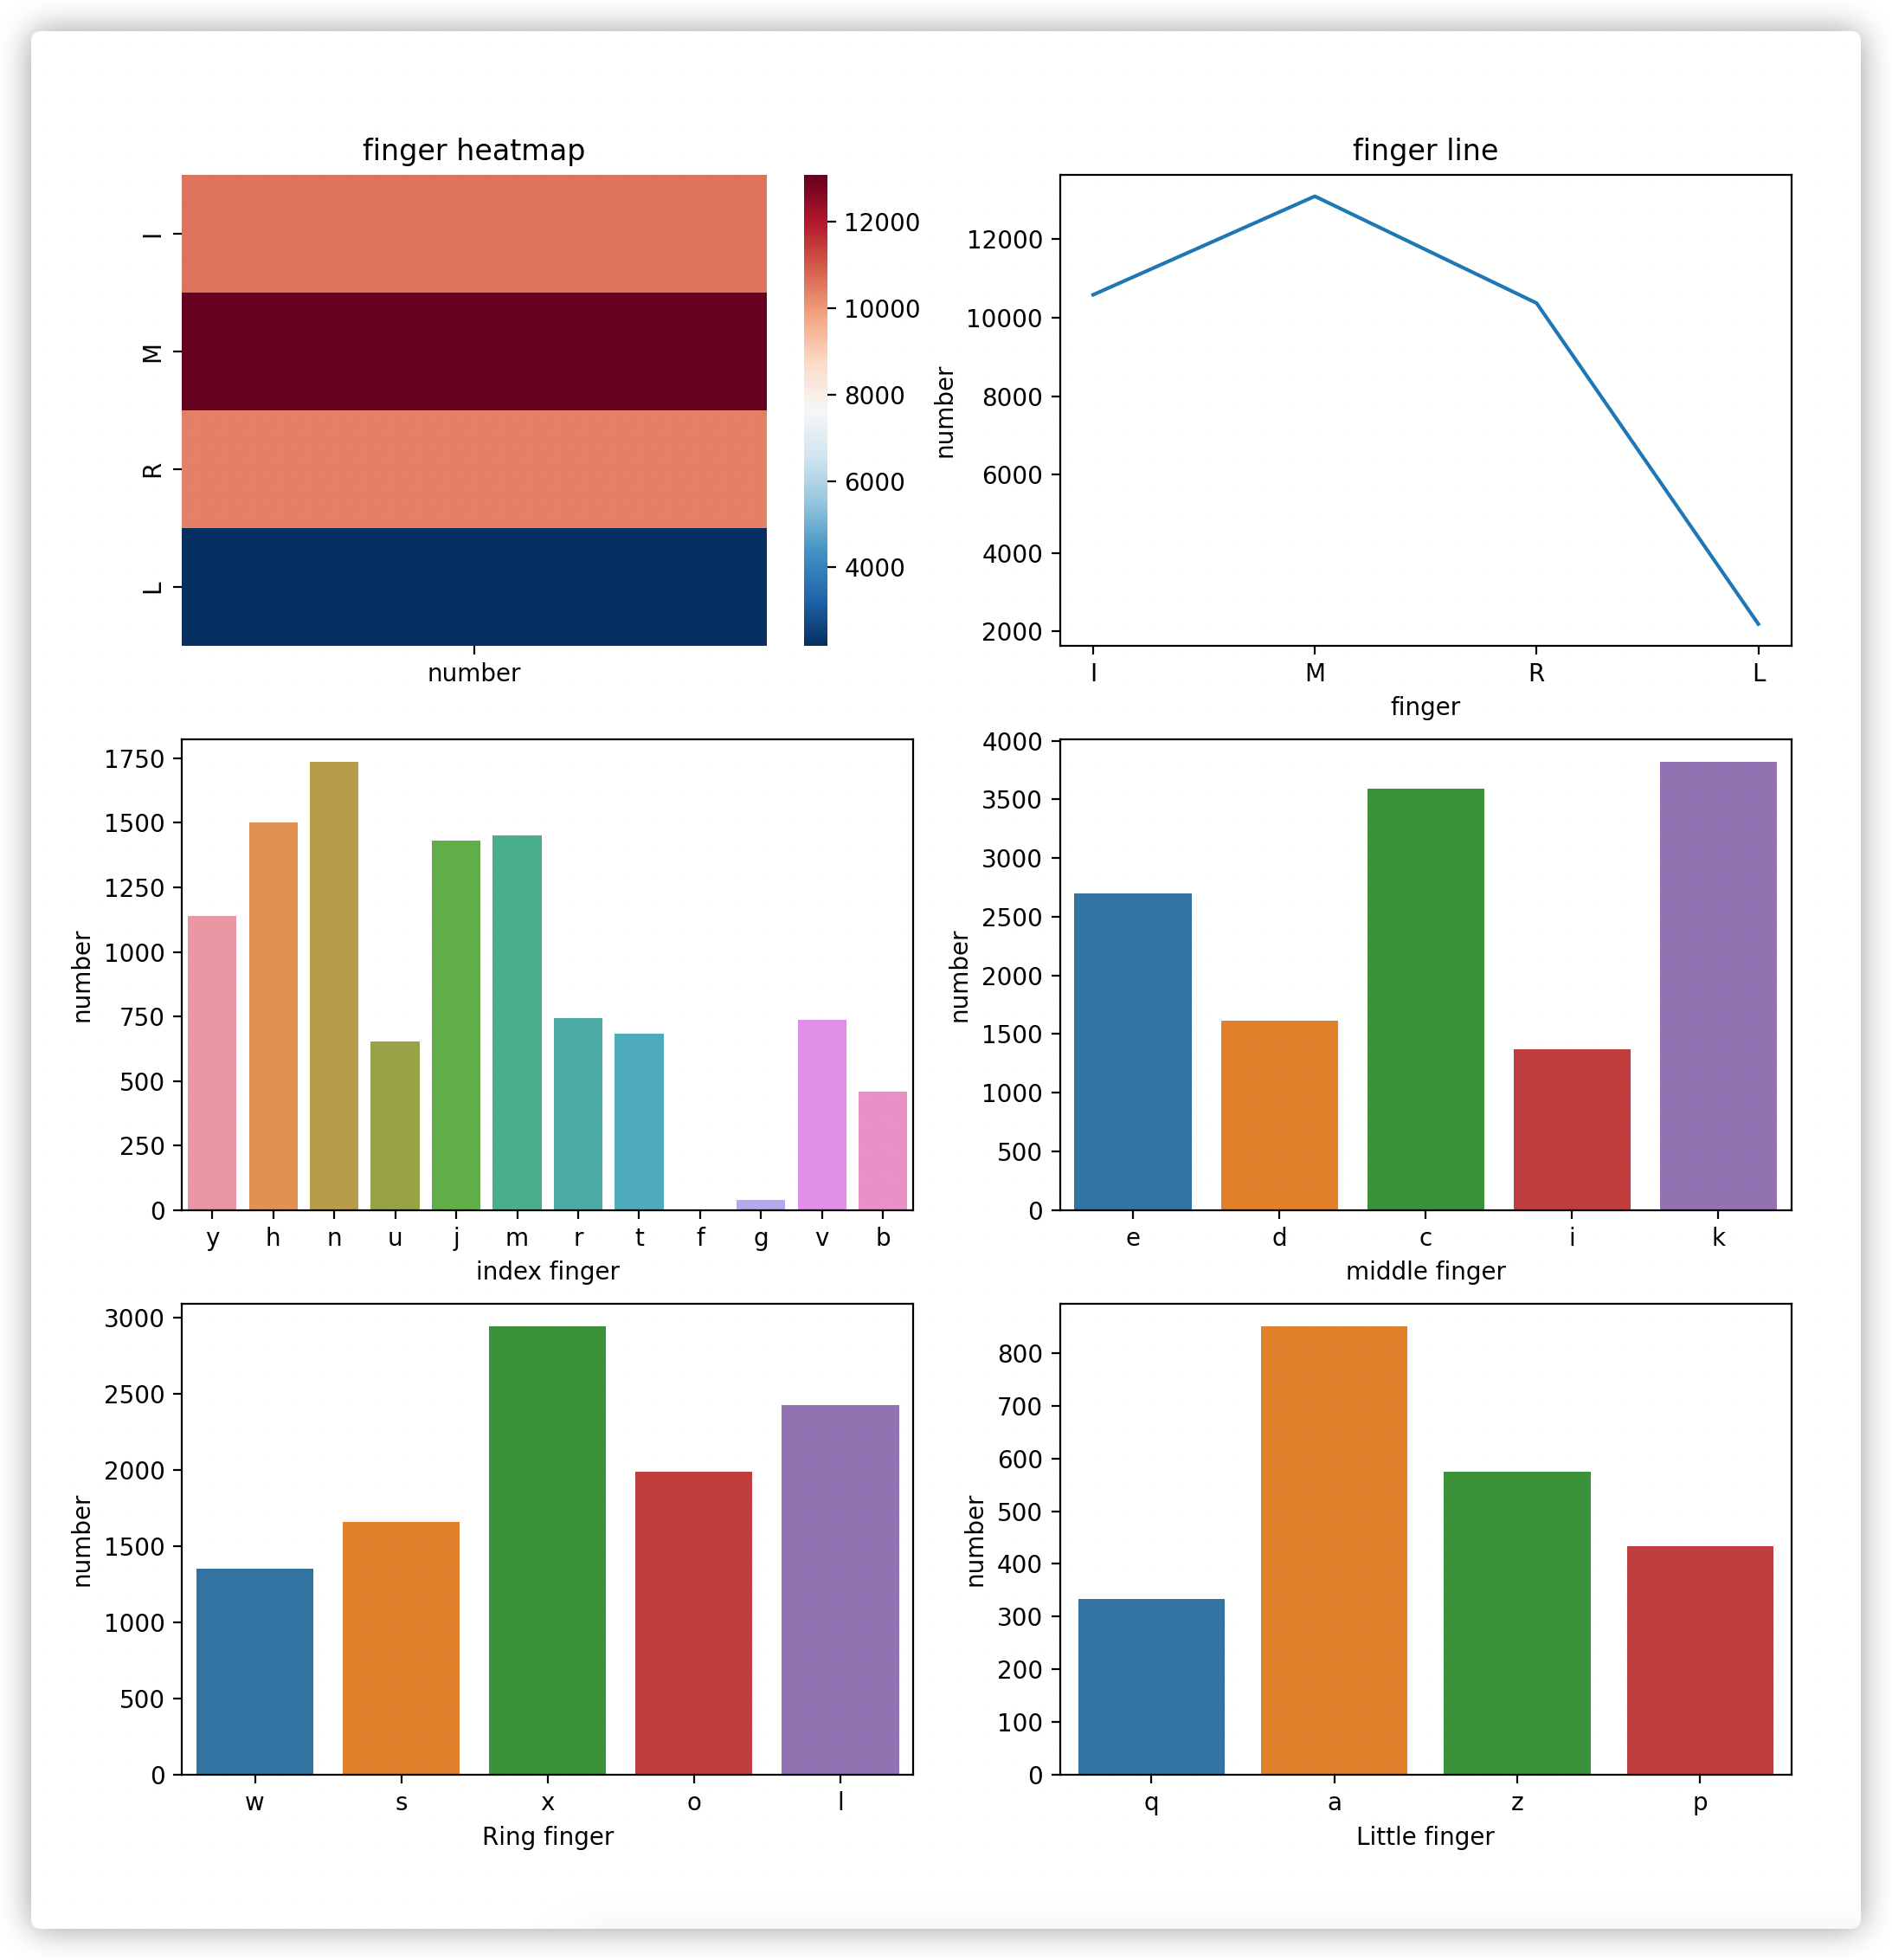 finger heatmap
I
M
R
L
number
12000
10000
8000
6000
4000
finger line
number
12000
10000
8000
6000
4000
2000
I M R L
finger
number
1750
1500
1250
1000
750
500
250
0
y h n u j m r t f g v b
index finger
number
4000
3500
3000
2500
2000
1500
1000
500
0
e d c i k
middle finger
number
3000
2500
2000
1500
1000
500
0
w s x o l
Ring finger
number
800
700
600
500
400
300
200
100
0
q a z p
Little finger